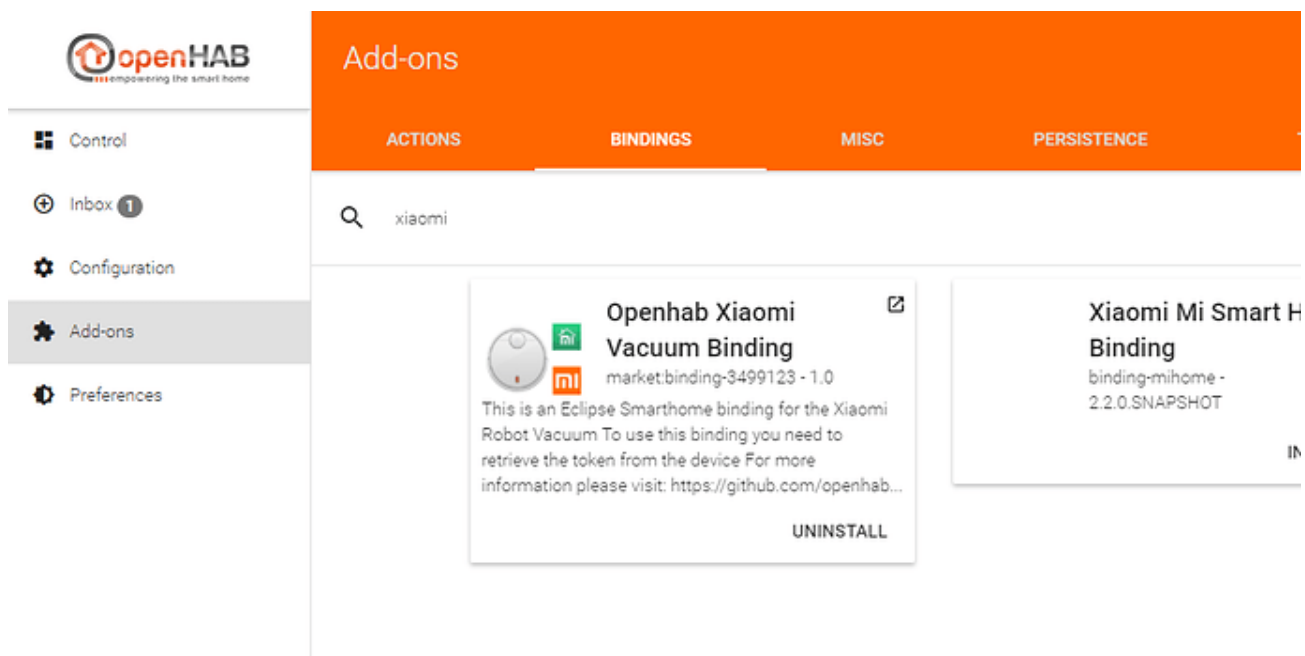 openHAB
empowering the smart home
Control
Inbox 1
Configuration
Add-ons
Preferences
Add-ons
ACTIONS BINDINGS MISC PERSISTENCE
xiaomi
Openhab Xiaomi
Vacuum Binding
market:binding-3499123 - 1.0
This is an Eclipse Smarthome binding for the Xiaomi
Robot Vacuum To use this binding you need to
retrieve the token from the device For more
information please visit: https://github.com/openhab...
UNINSTALL
Xiaomi Mi Smart H
Binding
binding-mihome -
2.2.0.SNAPSHOT
IN